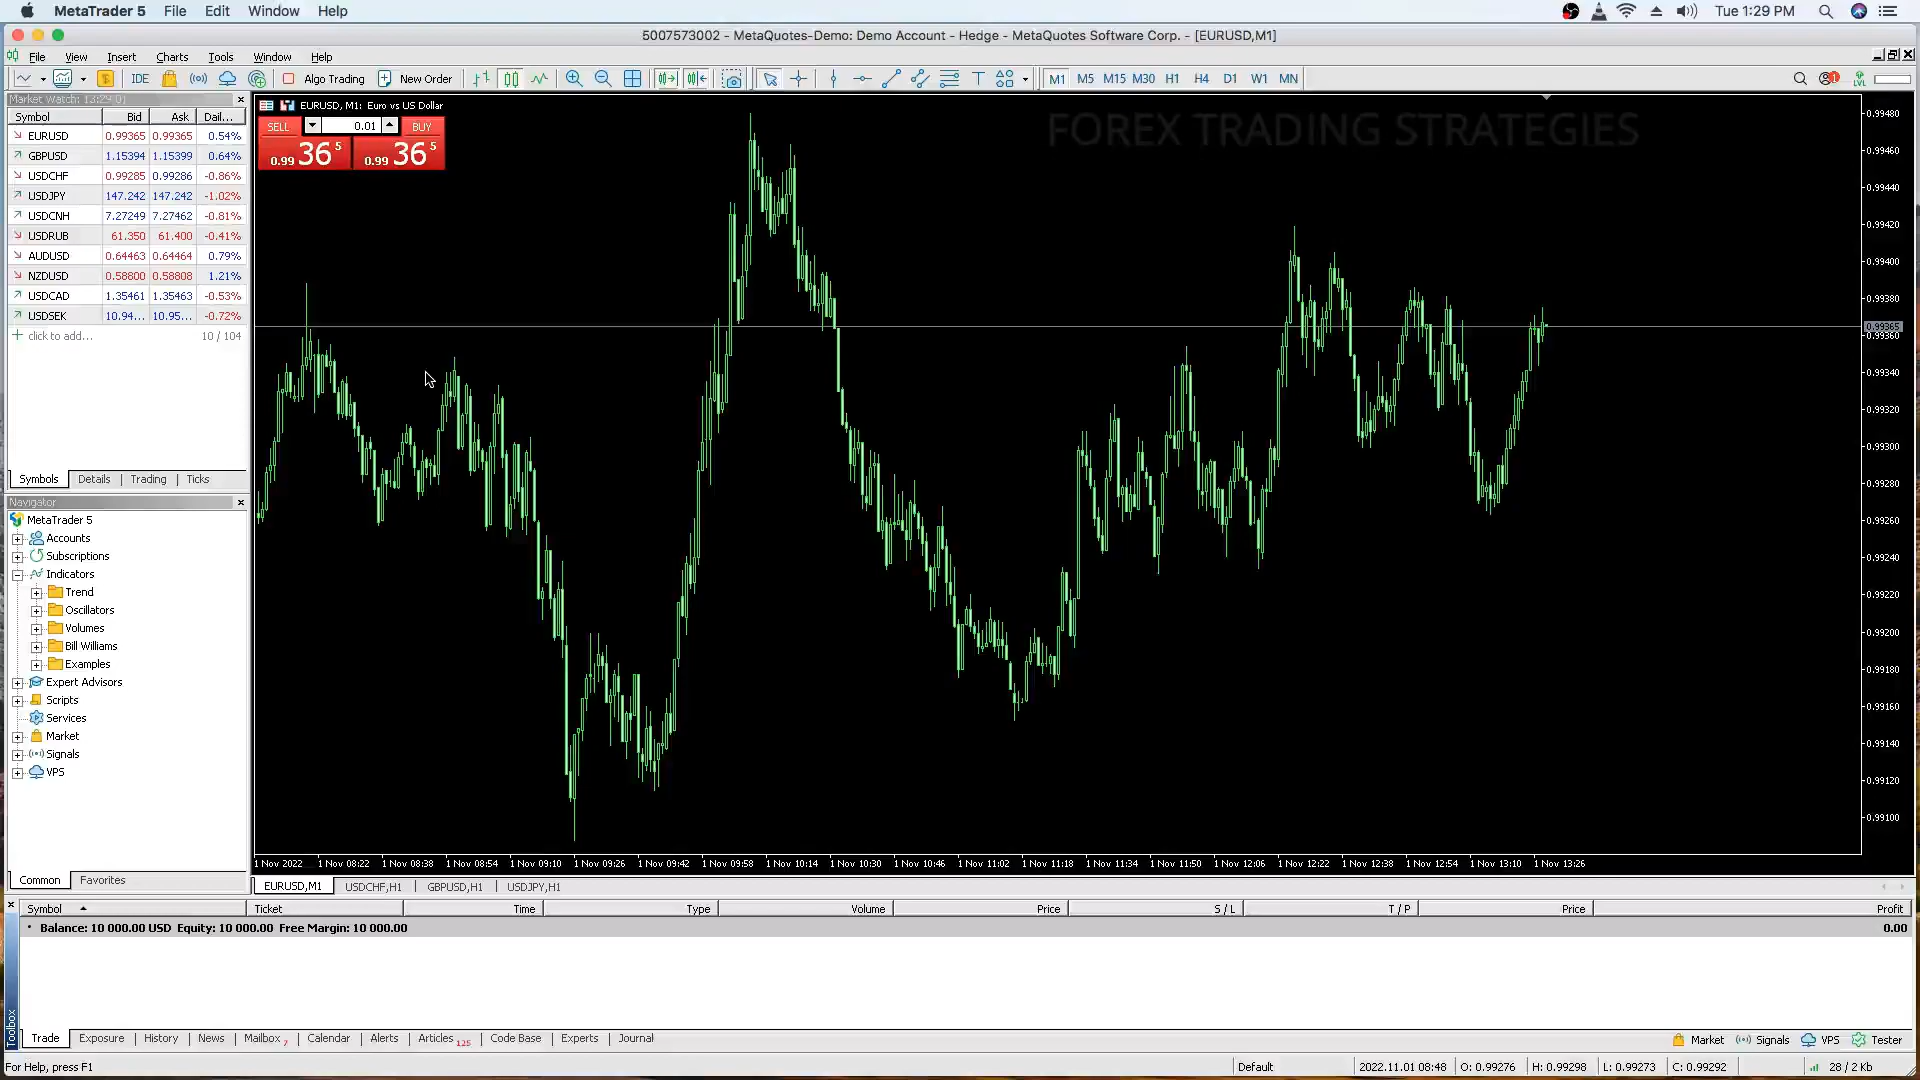 MetaTrader 5 File Edit Window Help Tue 1:29 PM
5007573002 - MetaQuotes-Demo: Demo Account - Hedge - MetaQuotes Software Corp. - [EURUSD,M1]
File View Insert Charts Tools Window Help
IDE Algo Trading New Order M1 M5 M15 M30 H1 H4 D1 W1 MN
Market Watch: 13:29:01
Symbol Bid Ask Dail...
EURUSD 0.99365 0.99365 0.54%
GBPUSD 1.15394 1.15399 0.64%
USDCHF 0.99285 0.99286 -0.86%
USDJPY 147.242 147.242 -1.02%
USDCNH 7.27249 7.27462 -0.81%
USDRUB 61.350 61.400 -0.41%
AUDUSD 0.64463 0.64464 0.79%
NZDUSD 0.58800 0.58808 1.21%
USDCAD 1.35461 1.35463 -0.53%
USDSEK 10.94... 10.95... -0.72%
click to add... 10 / 104
Symbols Details Trading Ticks
Navigator
MetaTrader 5
Accounts
Subscriptions
Indicators
Trend
Oscillators
Volumes
Bill Williams
Examples
Expert Advisors
Scripts
Services
Market
Signals
VPS
Common Favorites
EURUSD, M1: Euro vs US Dollar
SELL 0.01 BUY
0.99 36 5 0.99 36 5
FOREX TRADING STRATEGIES
0.99480
0.99460
0.99440
0.99420
0.99400
0.99380
0.99365
0.99360
0.99340
0.99320
0.99300
0.99280
0.99260
0.99240
0.99220
0.99200
0.99180
0.99160
0.99140
0.99120
0.99100
1 Nov 2022 1 Nov 08:22 1 Nov 08:38 1 Nov 08:54 1 Nov 09:10 1 Nov 09:26 1 Nov 09:42 1 Nov 09:58 1 Nov 10:14 1 Nov 10:30 1 Nov 10:46 1 Nov 11:02 1 Nov 11:18 1 Nov 11:34 1 Nov 11:50 1 Nov 12:06 1 Nov 12:22 1 Nov 12:38 1 Nov 12:54 1 Nov 13:10 1 Nov 13:26
EURUSD,M1 USDCHF,H1 GBPUSD,H1 USDJPY,H1
Symbol Ticket Time Type Volume Price S / L T / P Price Profit
Balance: 10 000.00 USD Equity: 10 000.00 Free Margin: 10 000.00 0.00
Toolbox
Trade Exposure History News Mailbox 7 Calendar Alerts Articles 125 Code Base Experts Journal Market Signals VPS Tester
For Help, press F1 Default 2022.11.01 08:48 O: 0.99276 H: 0.99298 L: 0.99273 C: 0.99292 28 / 2 Kb